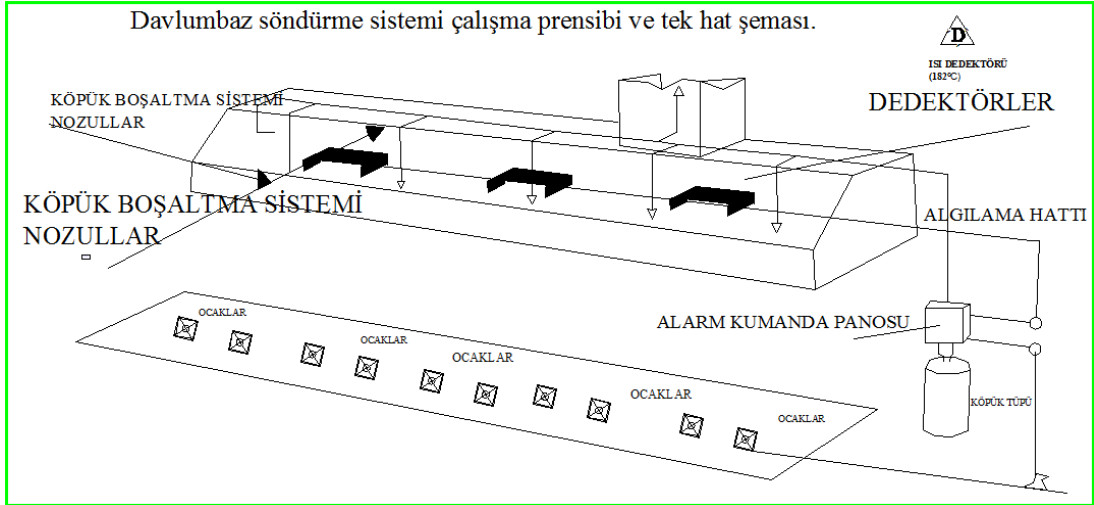 Davlumbaz söndürme sistemi çalışma prensibi ve tek hat şeması.
D
ISI DEDEKTÖRÜ
(182ºC)
KÖPÜK BOŞALTMA SİSTEMİ
NOZULLAR
DEDEKTÖRLER
KÖPÜK BOŞALTMA SİSTEMİ
NOZULLAR
ALGILAMA HATTI
OCAKLAR
ALARM KUMANDA PANOSU
OCAKLAR
OCAKLAR
OCAKLAR
KÖPÜK TÜPÜ
OCAKLAR